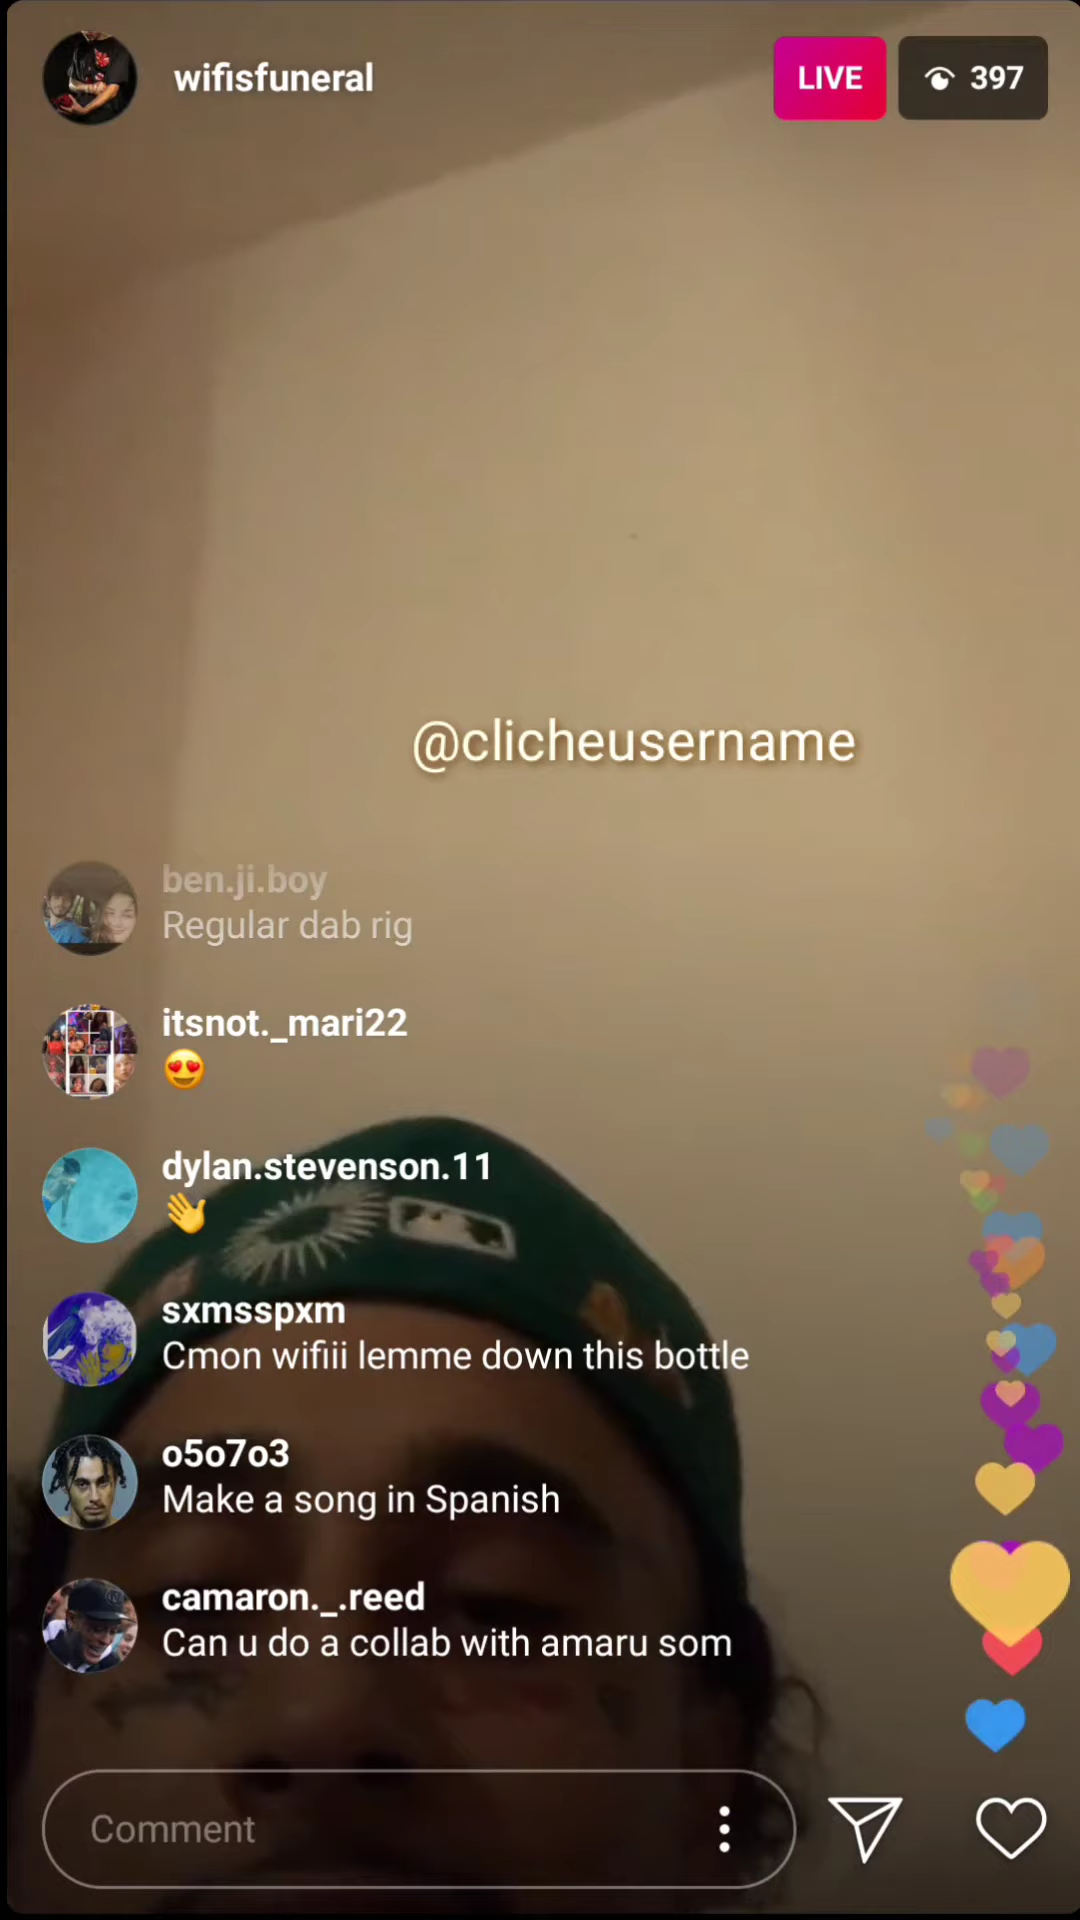 wifisfuneral
LIVE
397
@clicheusername
ben.ji.boy
Regular dab rig
itsnot._mari22
😍
dylan.stevenson.11
👋
sxmsspxm
Cmon wifiii lemme down this bottle
o5o7o3
Make a song in Spanish
camaron._.reed
Can u do a collab with amaru som
Comment